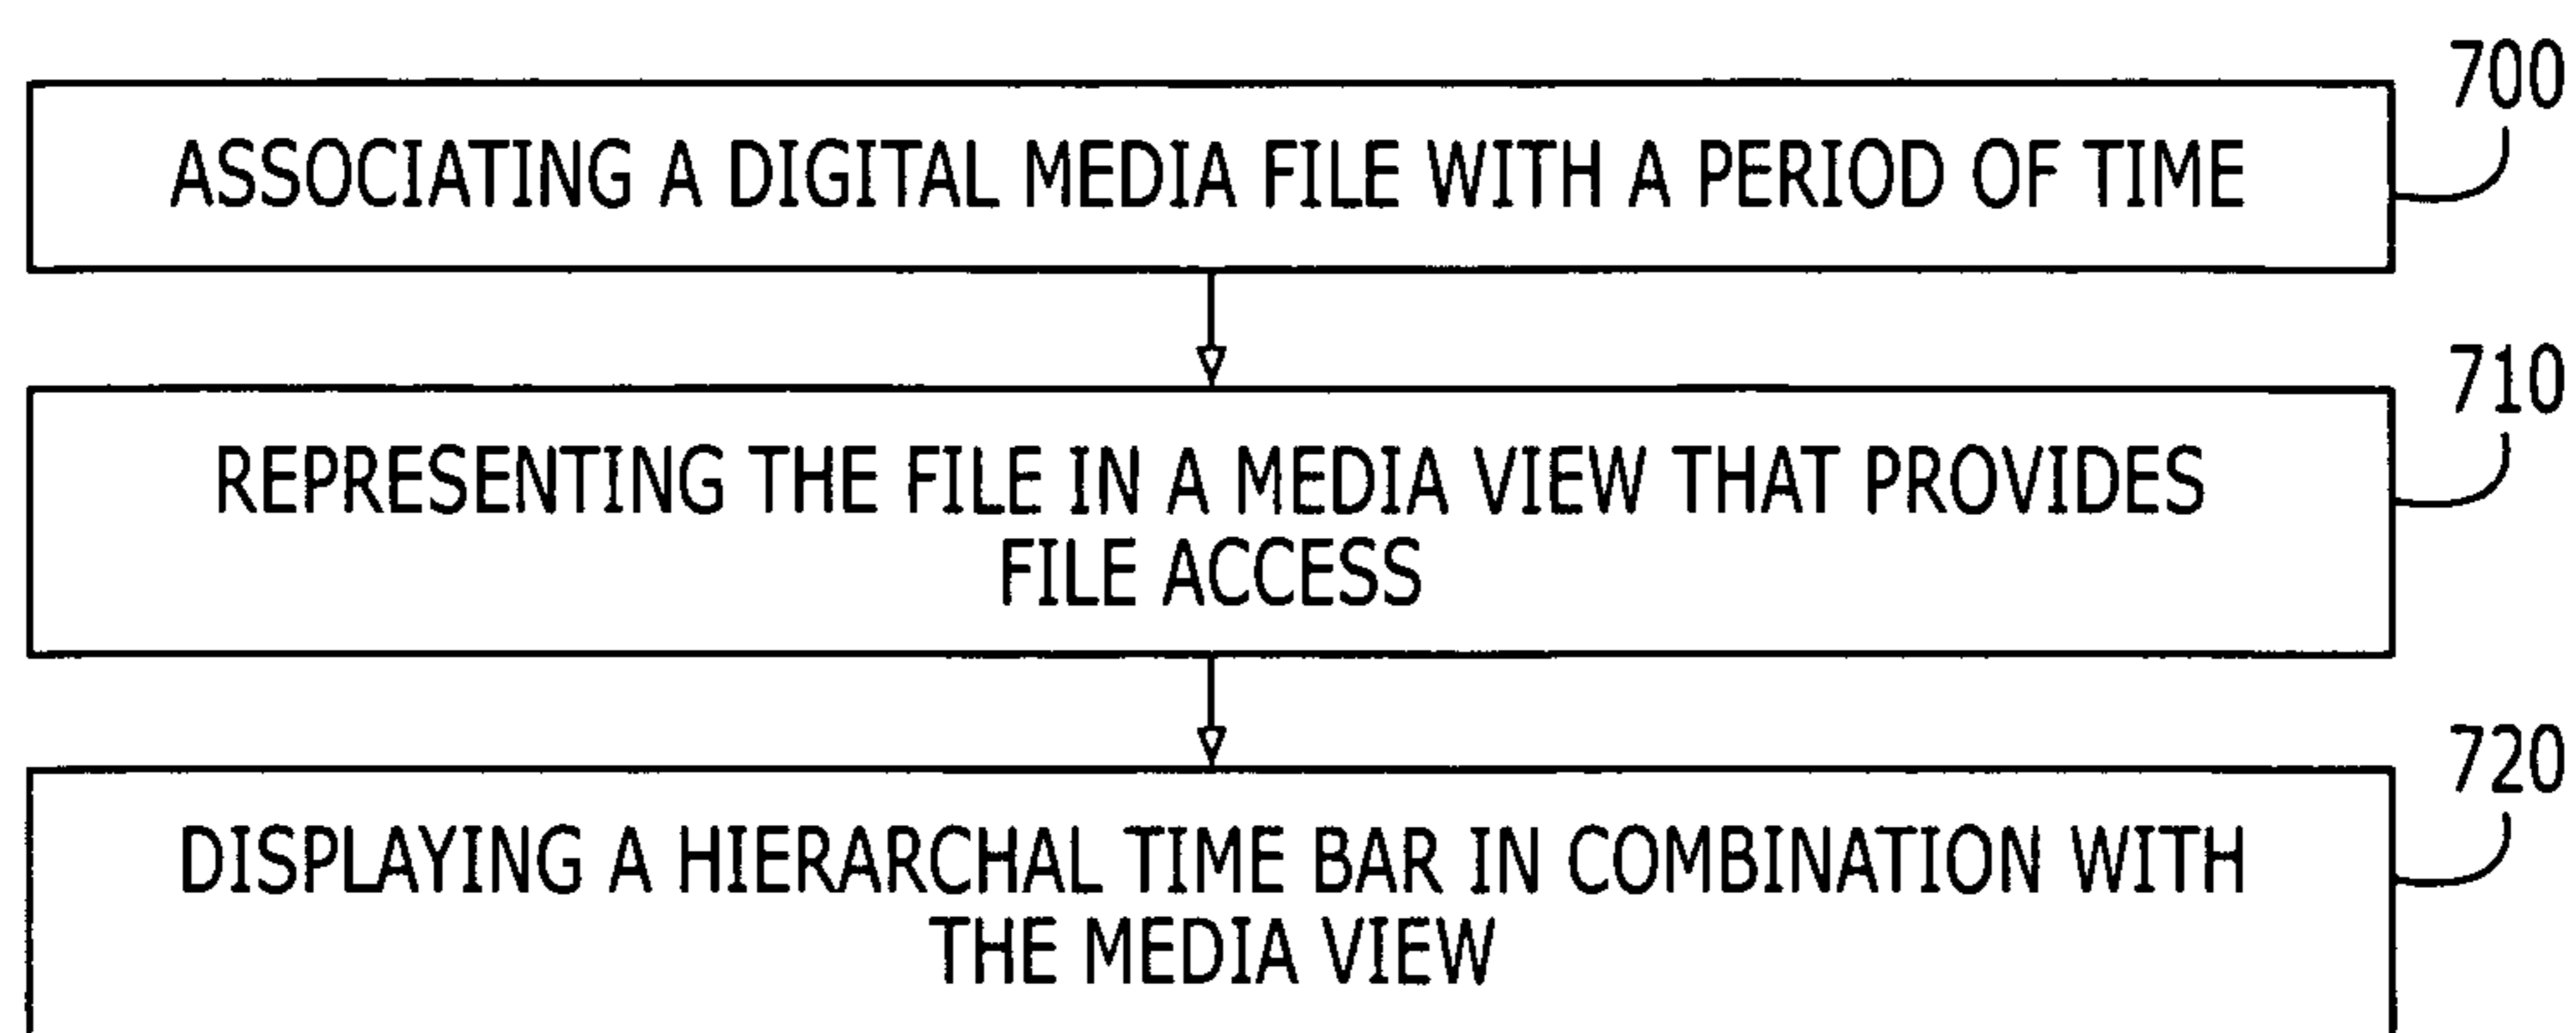 700
ASSOCIATING A DIGITAL MEDIA FILE WITH A PERIOD OF TIME
710
REPRESENTING THE FILE IN A MEDIA VIEW THAT PROVIDES
FILE ACCESS
720
DISPLAYING A HIERARCHAL TIME BAR IN COMBINATION WITH
THE MEDIA VIEW